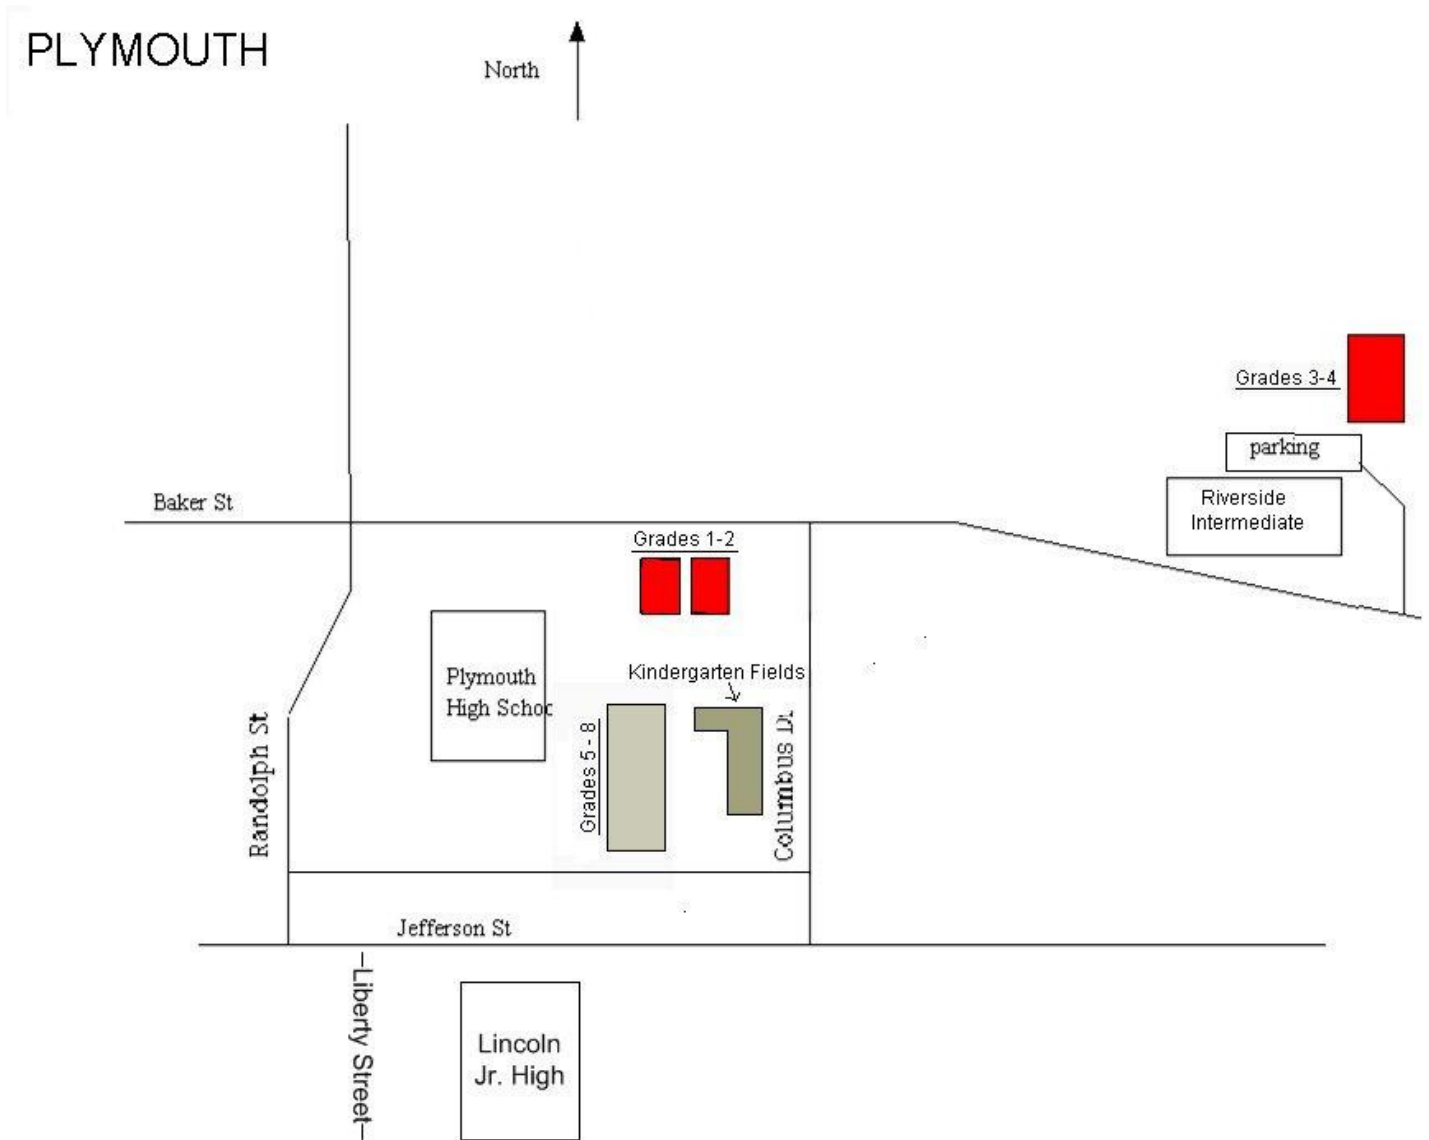 PLYMOUTH
North
Grades 3-4
parking
Riverside
Intermediate
Baker St
Grades 1-2
Kindergarten Fields
Plymouth
High Schoo
Grades 5 - 8
Randolph St
Columbus Dr
Jefferson St
Liberty Street
Lincoln
Jr. High